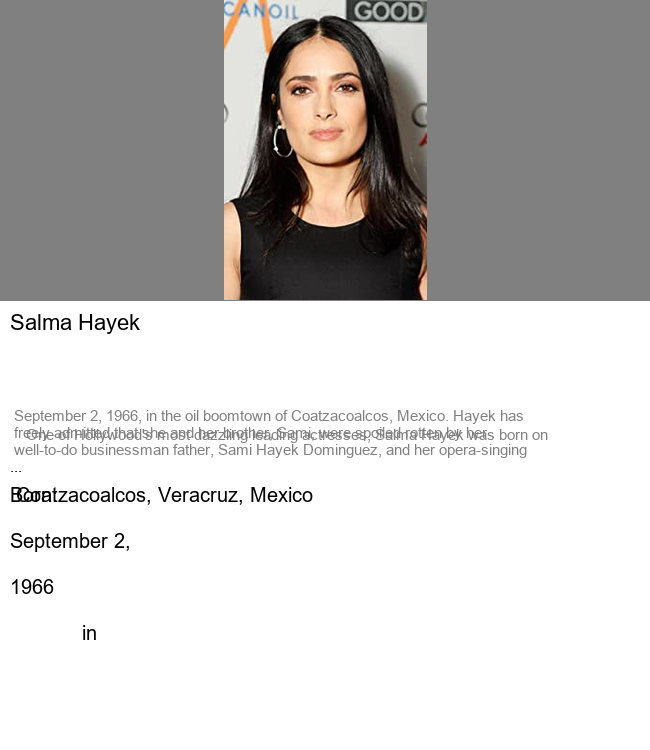 CANOIL
GOOD
Salma Hayek
One of Hollywood's most dazzling leading actresses, Salma Hayek was born on
September 2, 1966, in the oil boomtown of Coatzacoalcos, Mexico. Hayek has
freely admitted that she and her brother, Sami, were spoiled rotten by her
well-to-do businessman father, Sami Hayek Dominguez, and her opera-singing
...
Born:
September 2,
1966
in
Coatzacoalcos, Veracruz, Mexico